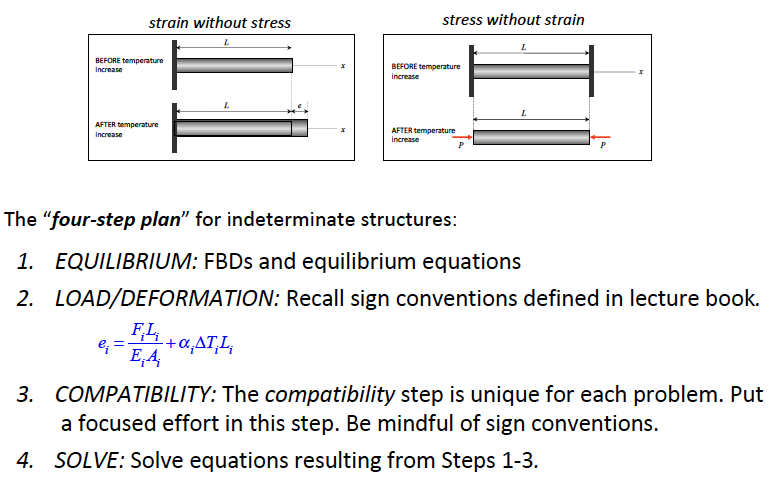 strain without stress
stress without strain
L
BEFORE temperature
increase
x
L
e
AFTER temperature
increase
x
L
BEFORE temperature
increase
x
L
AFTER temperature
increase
P
P
The “four-step plan” for indeterminate structures:
1. EQUILIBRIUM: FBDs and equilibrium equations
2. LOAD/DEFORMATION: Recall sign conventions defined in lecture book.
e_i = F_iL_i / E_iA_i + α_iΔT_iL_i
3. COMPATIBILITY: The compatibility step is unique for each problem. Put
a focused effort in this step. Be mindful of sign conventions.
4. SOLVE: Solve equations resulting from Steps 1-3.